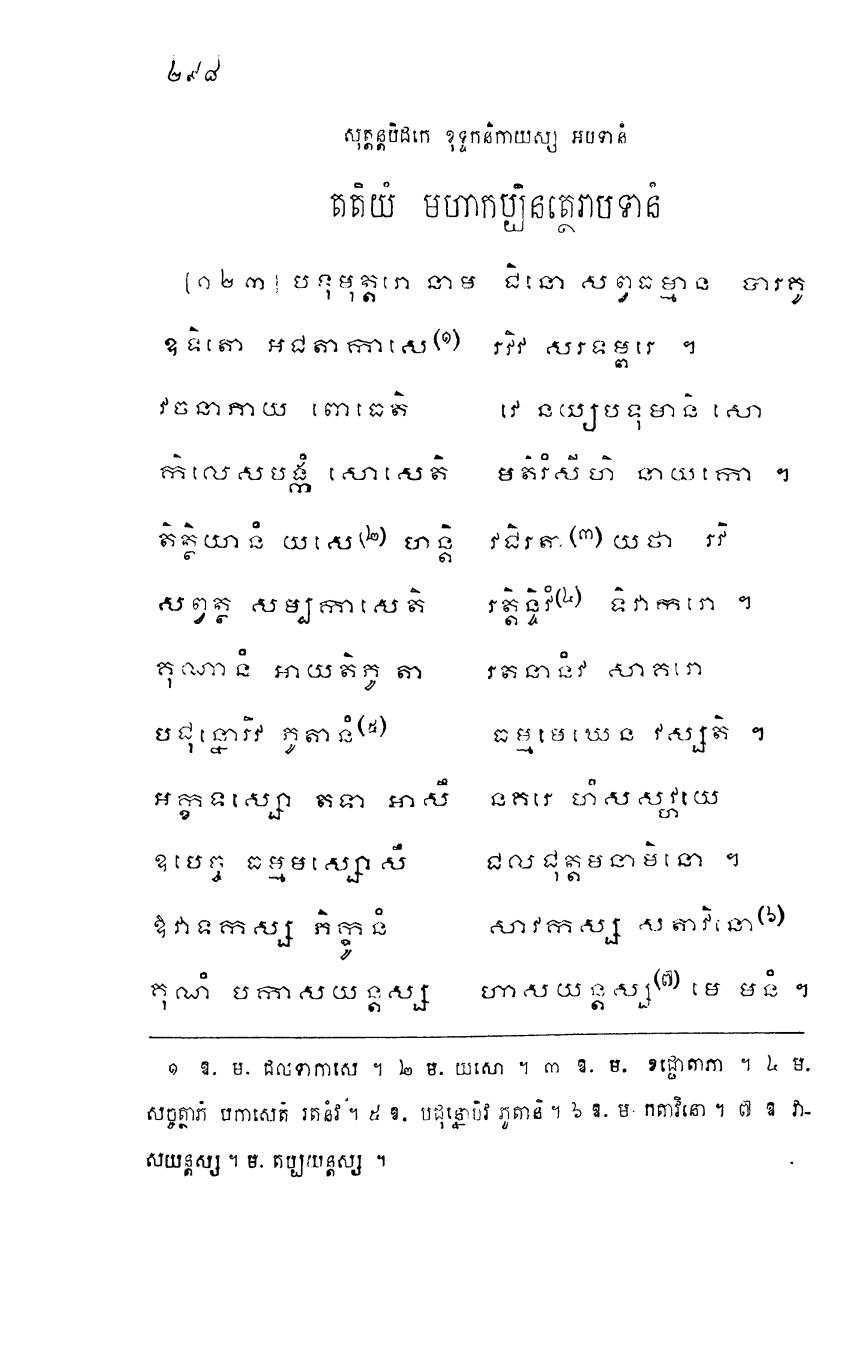 ២៩៨
សុត្តន្តបិដកេ ខុទ្ទកនិកាយស្ស អបទានំ
តតិយំ មហាកប្បិនត្ថេរាបទានំ
[១២៣] បទុមុត្តរោ នាម ជិនោ សព្វធម្មាន បារគូ
ឧទិតោ អជតាកាសេ(១) រវិវ សរទម្ពរេ ។
វចនាភាយ ពោធេតិ វេនេយ្យបទុមានិ សោ
កិលេសបង្កំ សោសេតិ មតិរំសីហិ នាយកោ ។
តិត្ថិយានំ យសេ(២) ហន្តិ វជិរតា(៣) យថា រវិ
សព្វត្ថ សម្បកាសេតិ រត្តិន្ទិវំ(៤) ទិវាករោ ។
គុណានំ អាយតិភូតា រតនានំវ សាគរោ
បជុន្នោរិវ ភូតានំ(៥) ធម្មមេឃេន វស្សតិ ។
អក្ខទស្សោ តទា អាសឹ នគរេ ហំសសវ្ហយេ
ឧបេច្ច ធម្មមស្សោសឹ ជលជុត្តមនាមិនោ ។
ឱវាទកស្ស ភិក្ខូនំ សាវកស្ស សតាវិនោ(៦)
គុណំ បកាសយន្តស្ស ហាសយន្តស្ស(៧) មេ មនំ ។
១ ឱ. ម. ជលទាកាសេ ។ ២ ម. យសោ ។ ៣ ឱ. ម. ខជ្ជោតាភា ។ ៤ ម.
សច្ចត្ថាភំ បកាសេតិ រតនំវ ។ ៥ ឱ. បជុន្នោបិវ ភូតានិ ។ ៦ ឱ. ម. កតាវិនោ ។ ៧ ឱ វា-
សយន្តស្ស ។ ម. តប្បយន្តស្ស ។